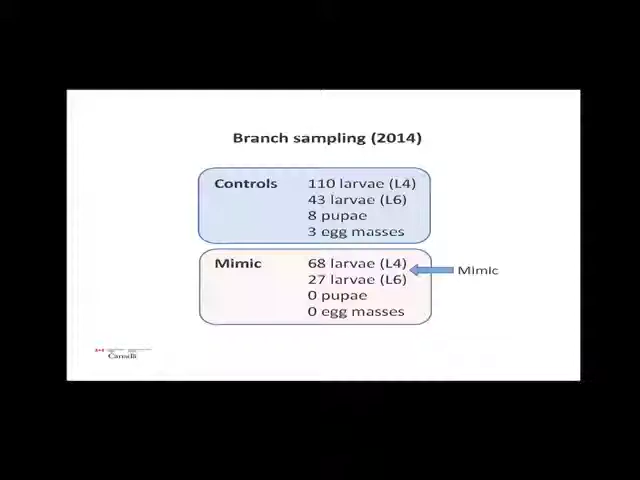 Branch sampling (2014)
Controls 110 larvae (L4)
43 larvae (L6)
8 pupae
3 egg masses
Mimic 68 larvae (L4)
27 larvae (L6)
0 pupae
0 egg masses
Mimic
Canada